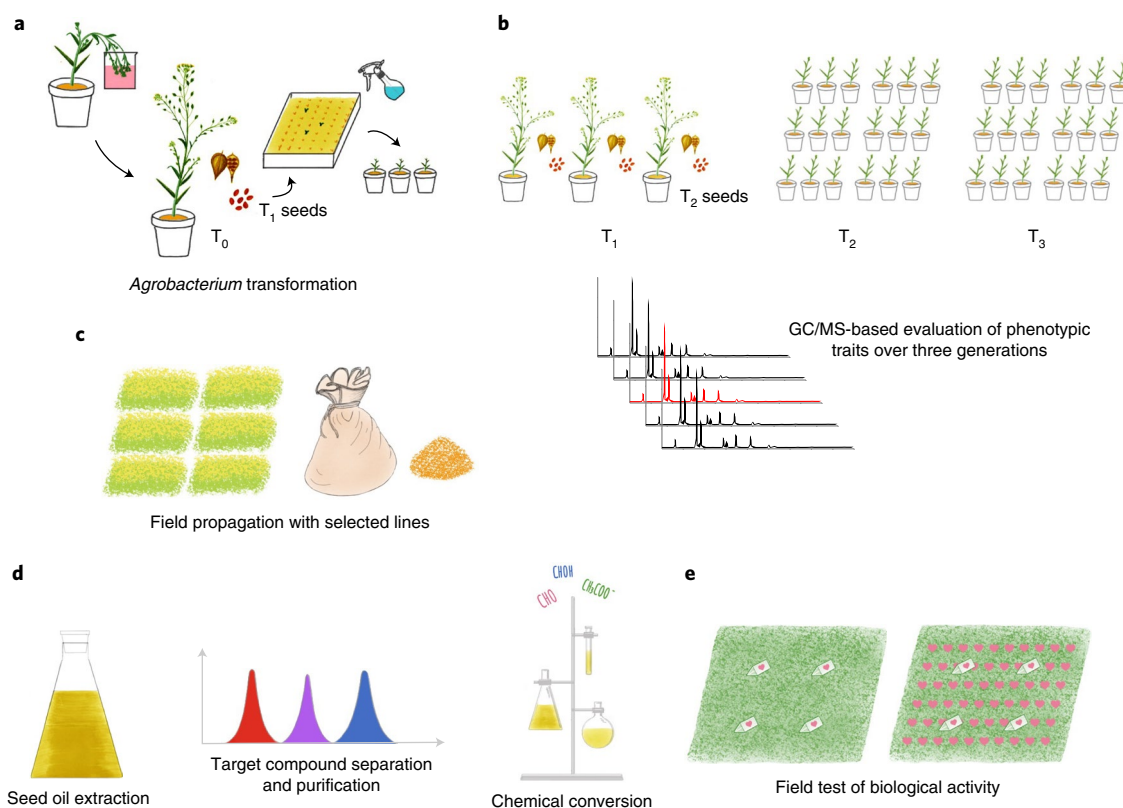 a
T₁ seeds
T₀
Agrobacterium transformation
b
T₂ seeds
T₁
T₂
T₃
GC/MS-based evaluation of phenotypic
traits over three generations
c
Field propagation with selected lines
d
Seed oil extraction
Target compound separation
and purification
CHO
CHOH
CH₃COO⁻
Chemical conversion
e
Field test of biological activity